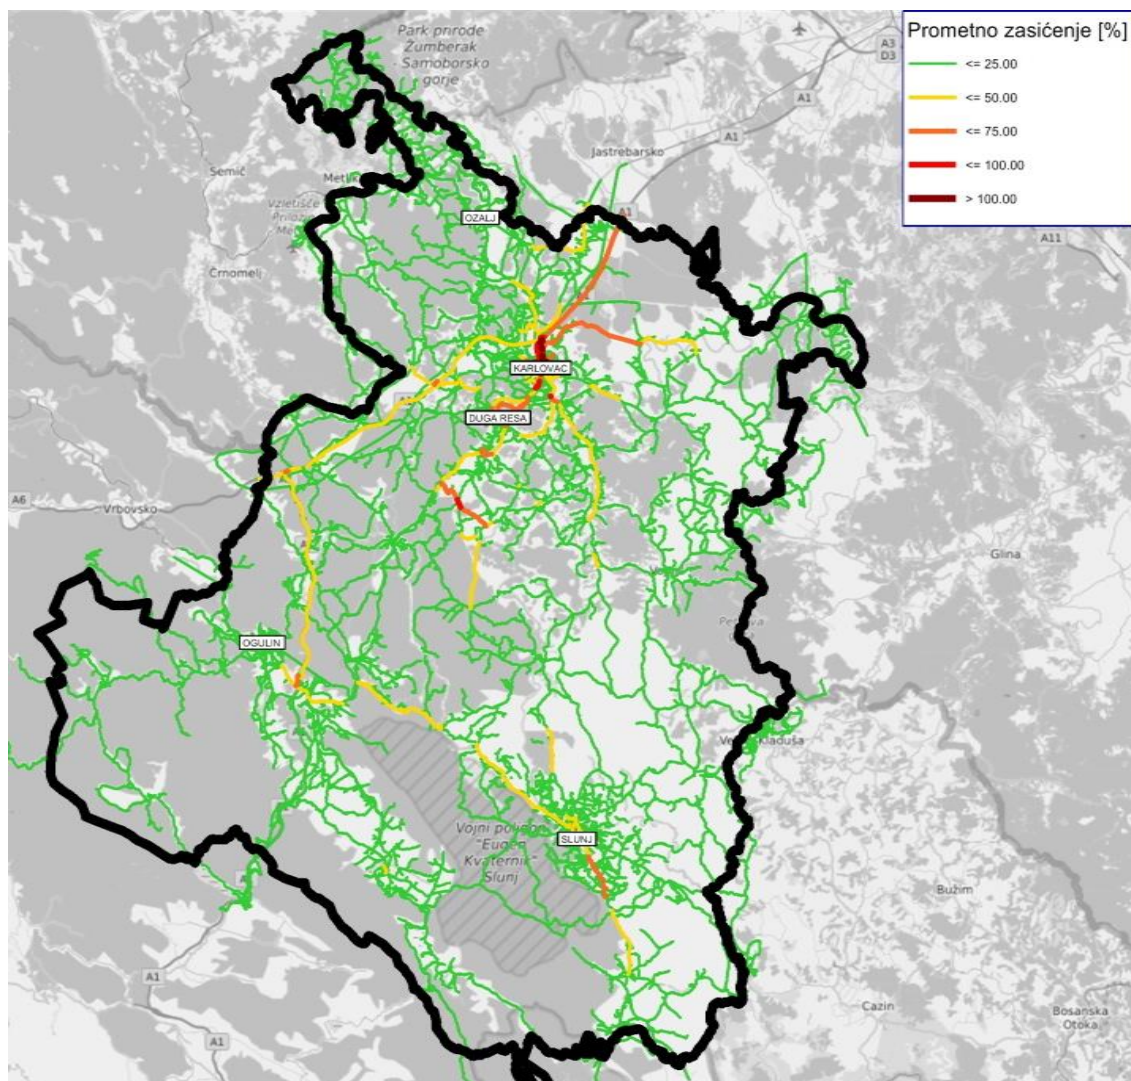 Prometno zasićenje [%]
<= 25.00
<= 50.00
<= 75.00
<= 100.00
> 100.00
Park prirode
Žumberak
- Samoborsko
gorje
A3
D3
A1
A1
Jastrebarsko
Semič
Metlika
OZALJ
A1
A11
Črnomelj
KARLOVAC
DUGA RESA
A6
Vrbovsko
Glina
OGULIN
Vojni poligon
"Eugen
Kvaternik"
Slunj
SLUNJ
Bužim
A1
Cazin
Bosanska
Otoka
A1